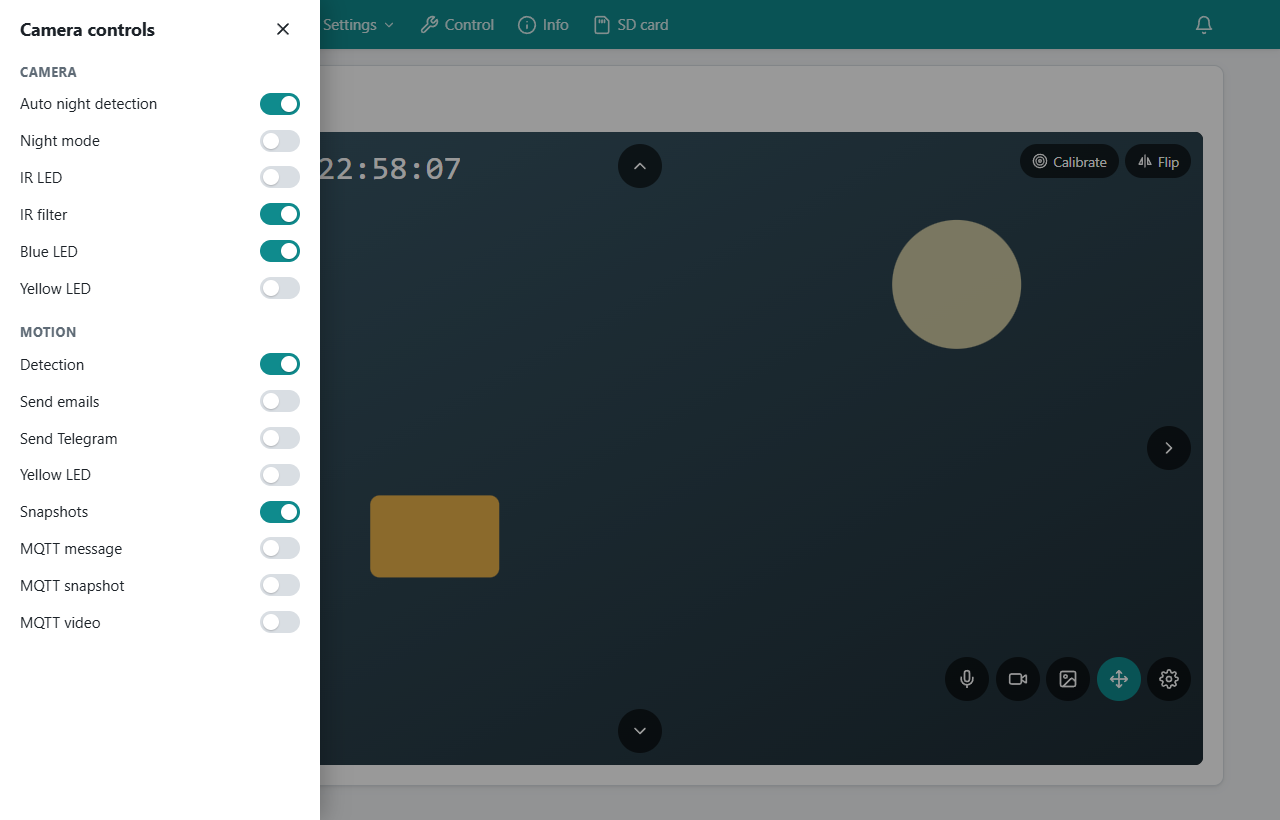 Camera controls
Settings
Control
Info
SD card
CAMERA
Auto night detection
Night mode
IR LED
IR filter
Blue LED
Yellow LED
MOTION
Detection
Send emails
Send Telegram
Yellow LED
Snapshots
MQTT message
MQTT snapshot
MQTT video
22:58:07
Calibrate
Flip